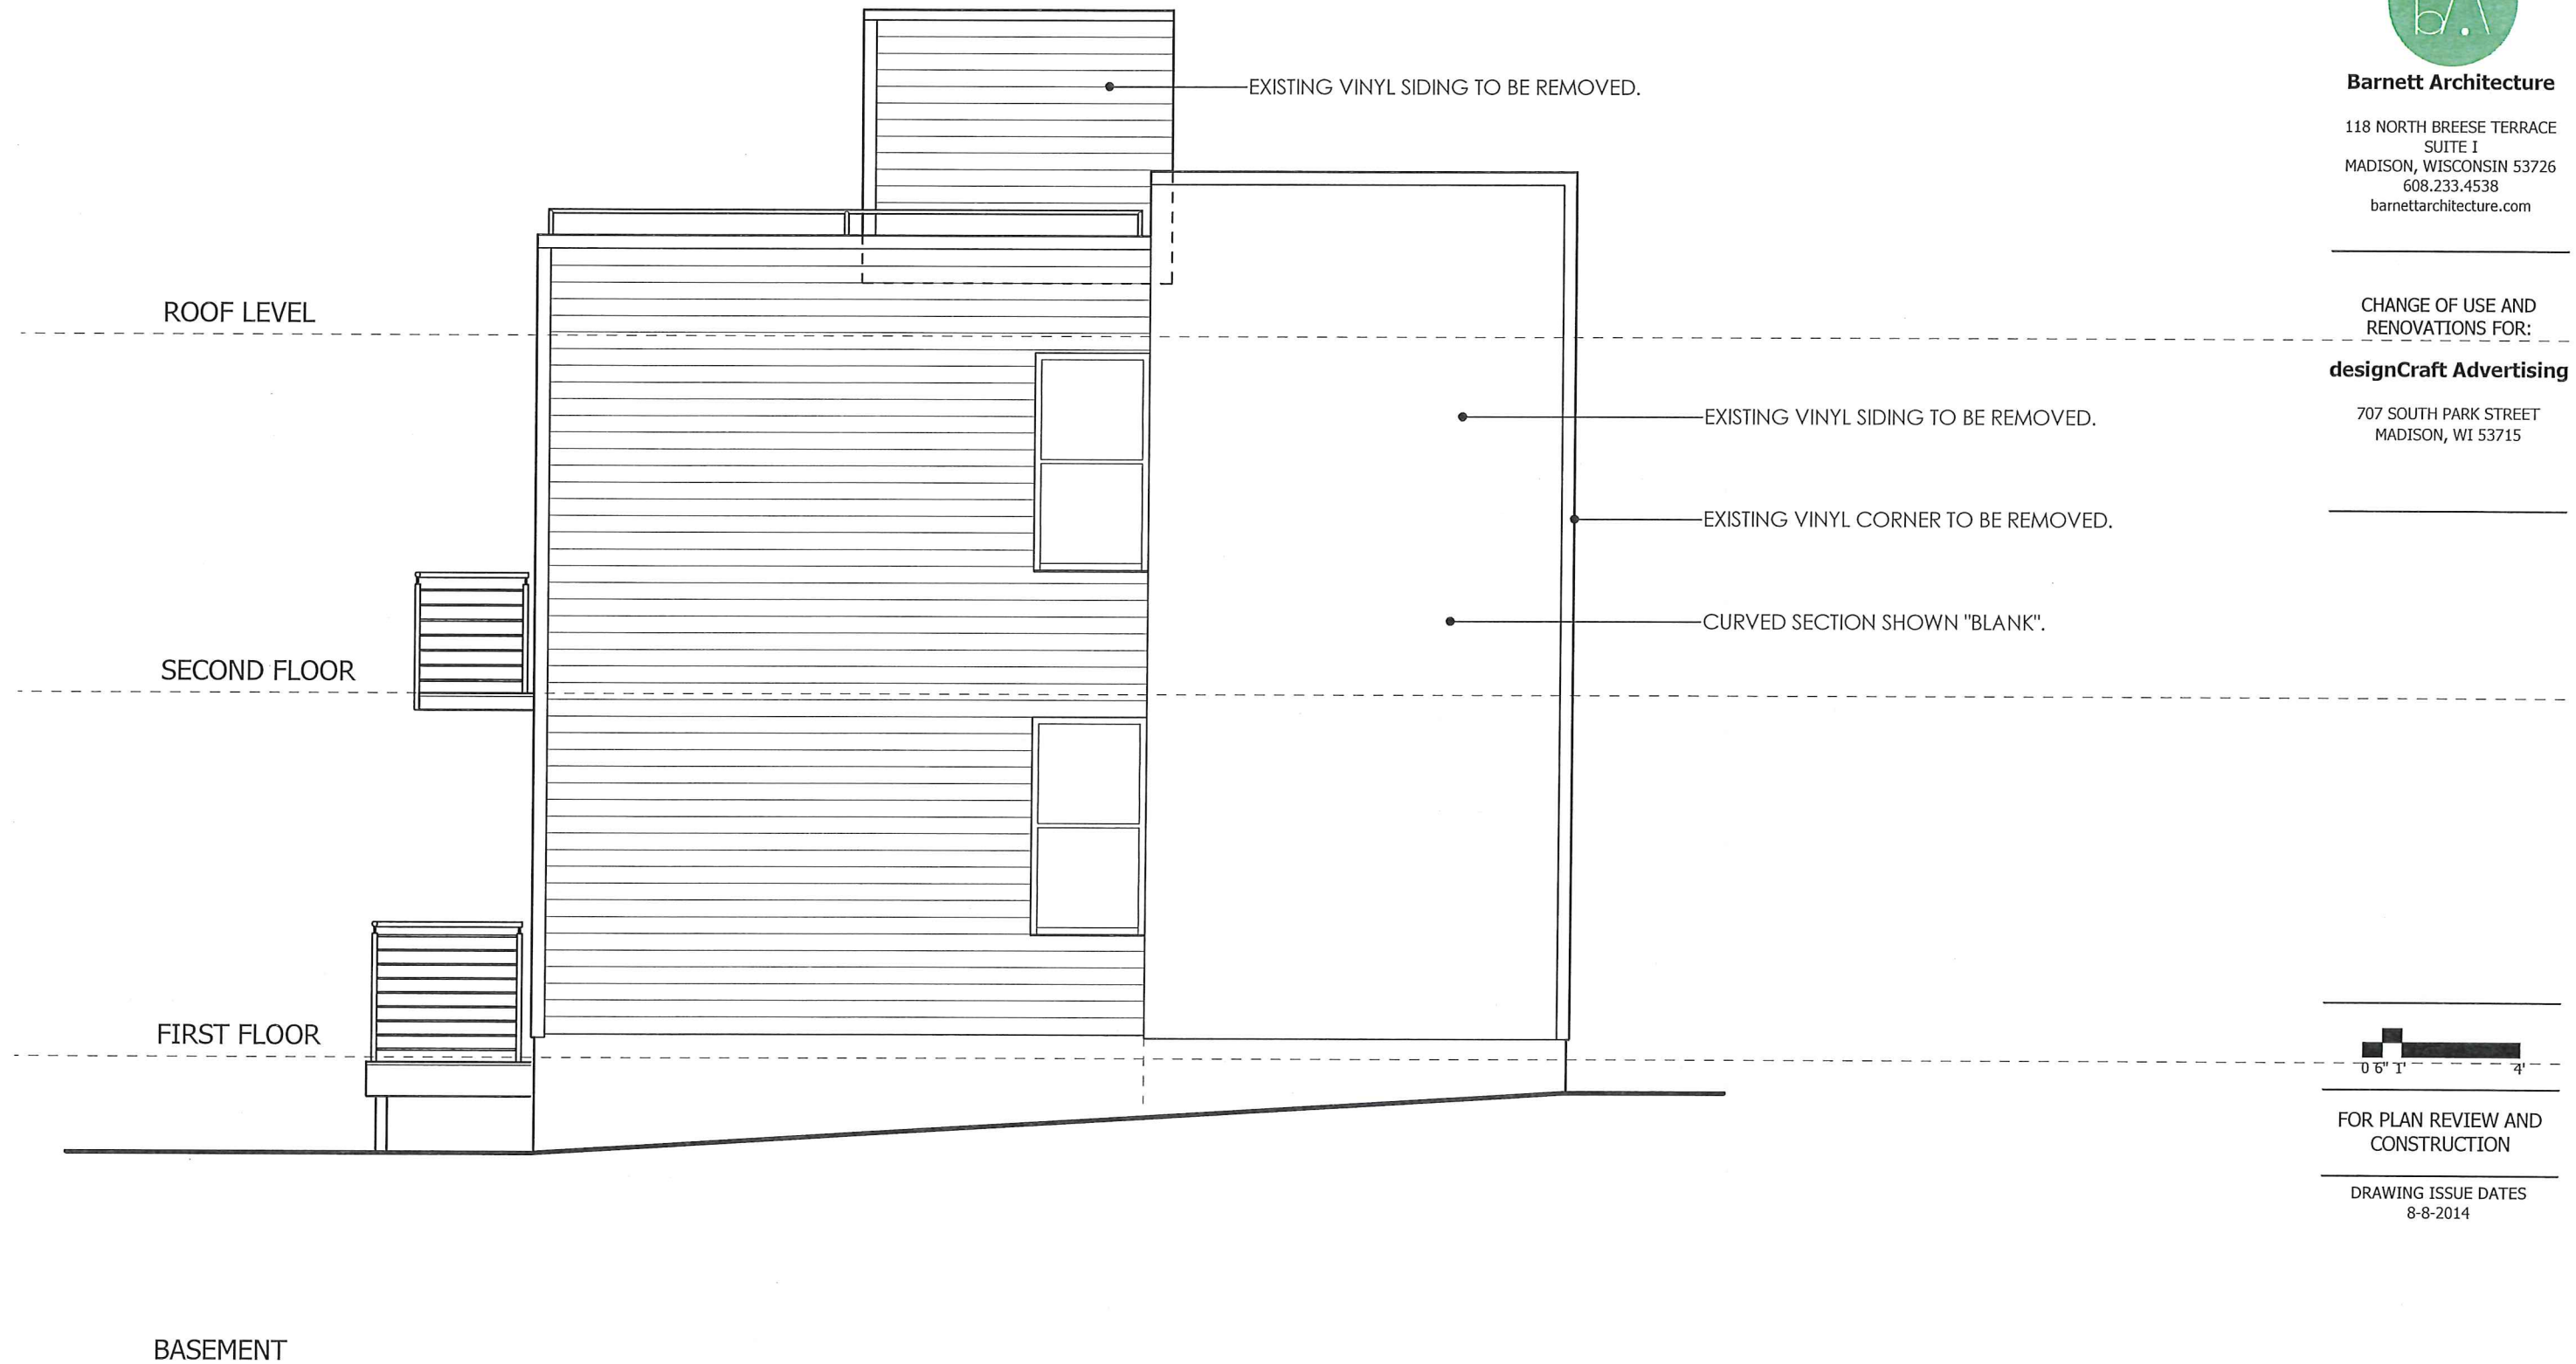 EXISTING VINYL SIDING TO BE REMOVED.
ROOF LEVEL
EXISTING VINYL SIDING TO BE REMOVED.
EXISTING VINYL CORNER TO BE REMOVED.
CURVED SECTION SHOWN "BLANK".
SECOND FLOOR
FIRST FLOOR
BASEMENT
bA
Barnett Architecture
118 NORTH BREESE TERRACE
SUITE I
MADISON, WISCONSIN 53726
608.233.4538
barnettarchitecture.com
CHANGE OF USE AND
RENOVATIONS FOR:
designCraft Advertising
707 SOUTH PARK STREET
MADISON, WI 53715
0 6" 1' 4'
FOR PLAN REVIEW AND
CONSTRUCTION
DRAWING ISSUE DATES
8-8-2014